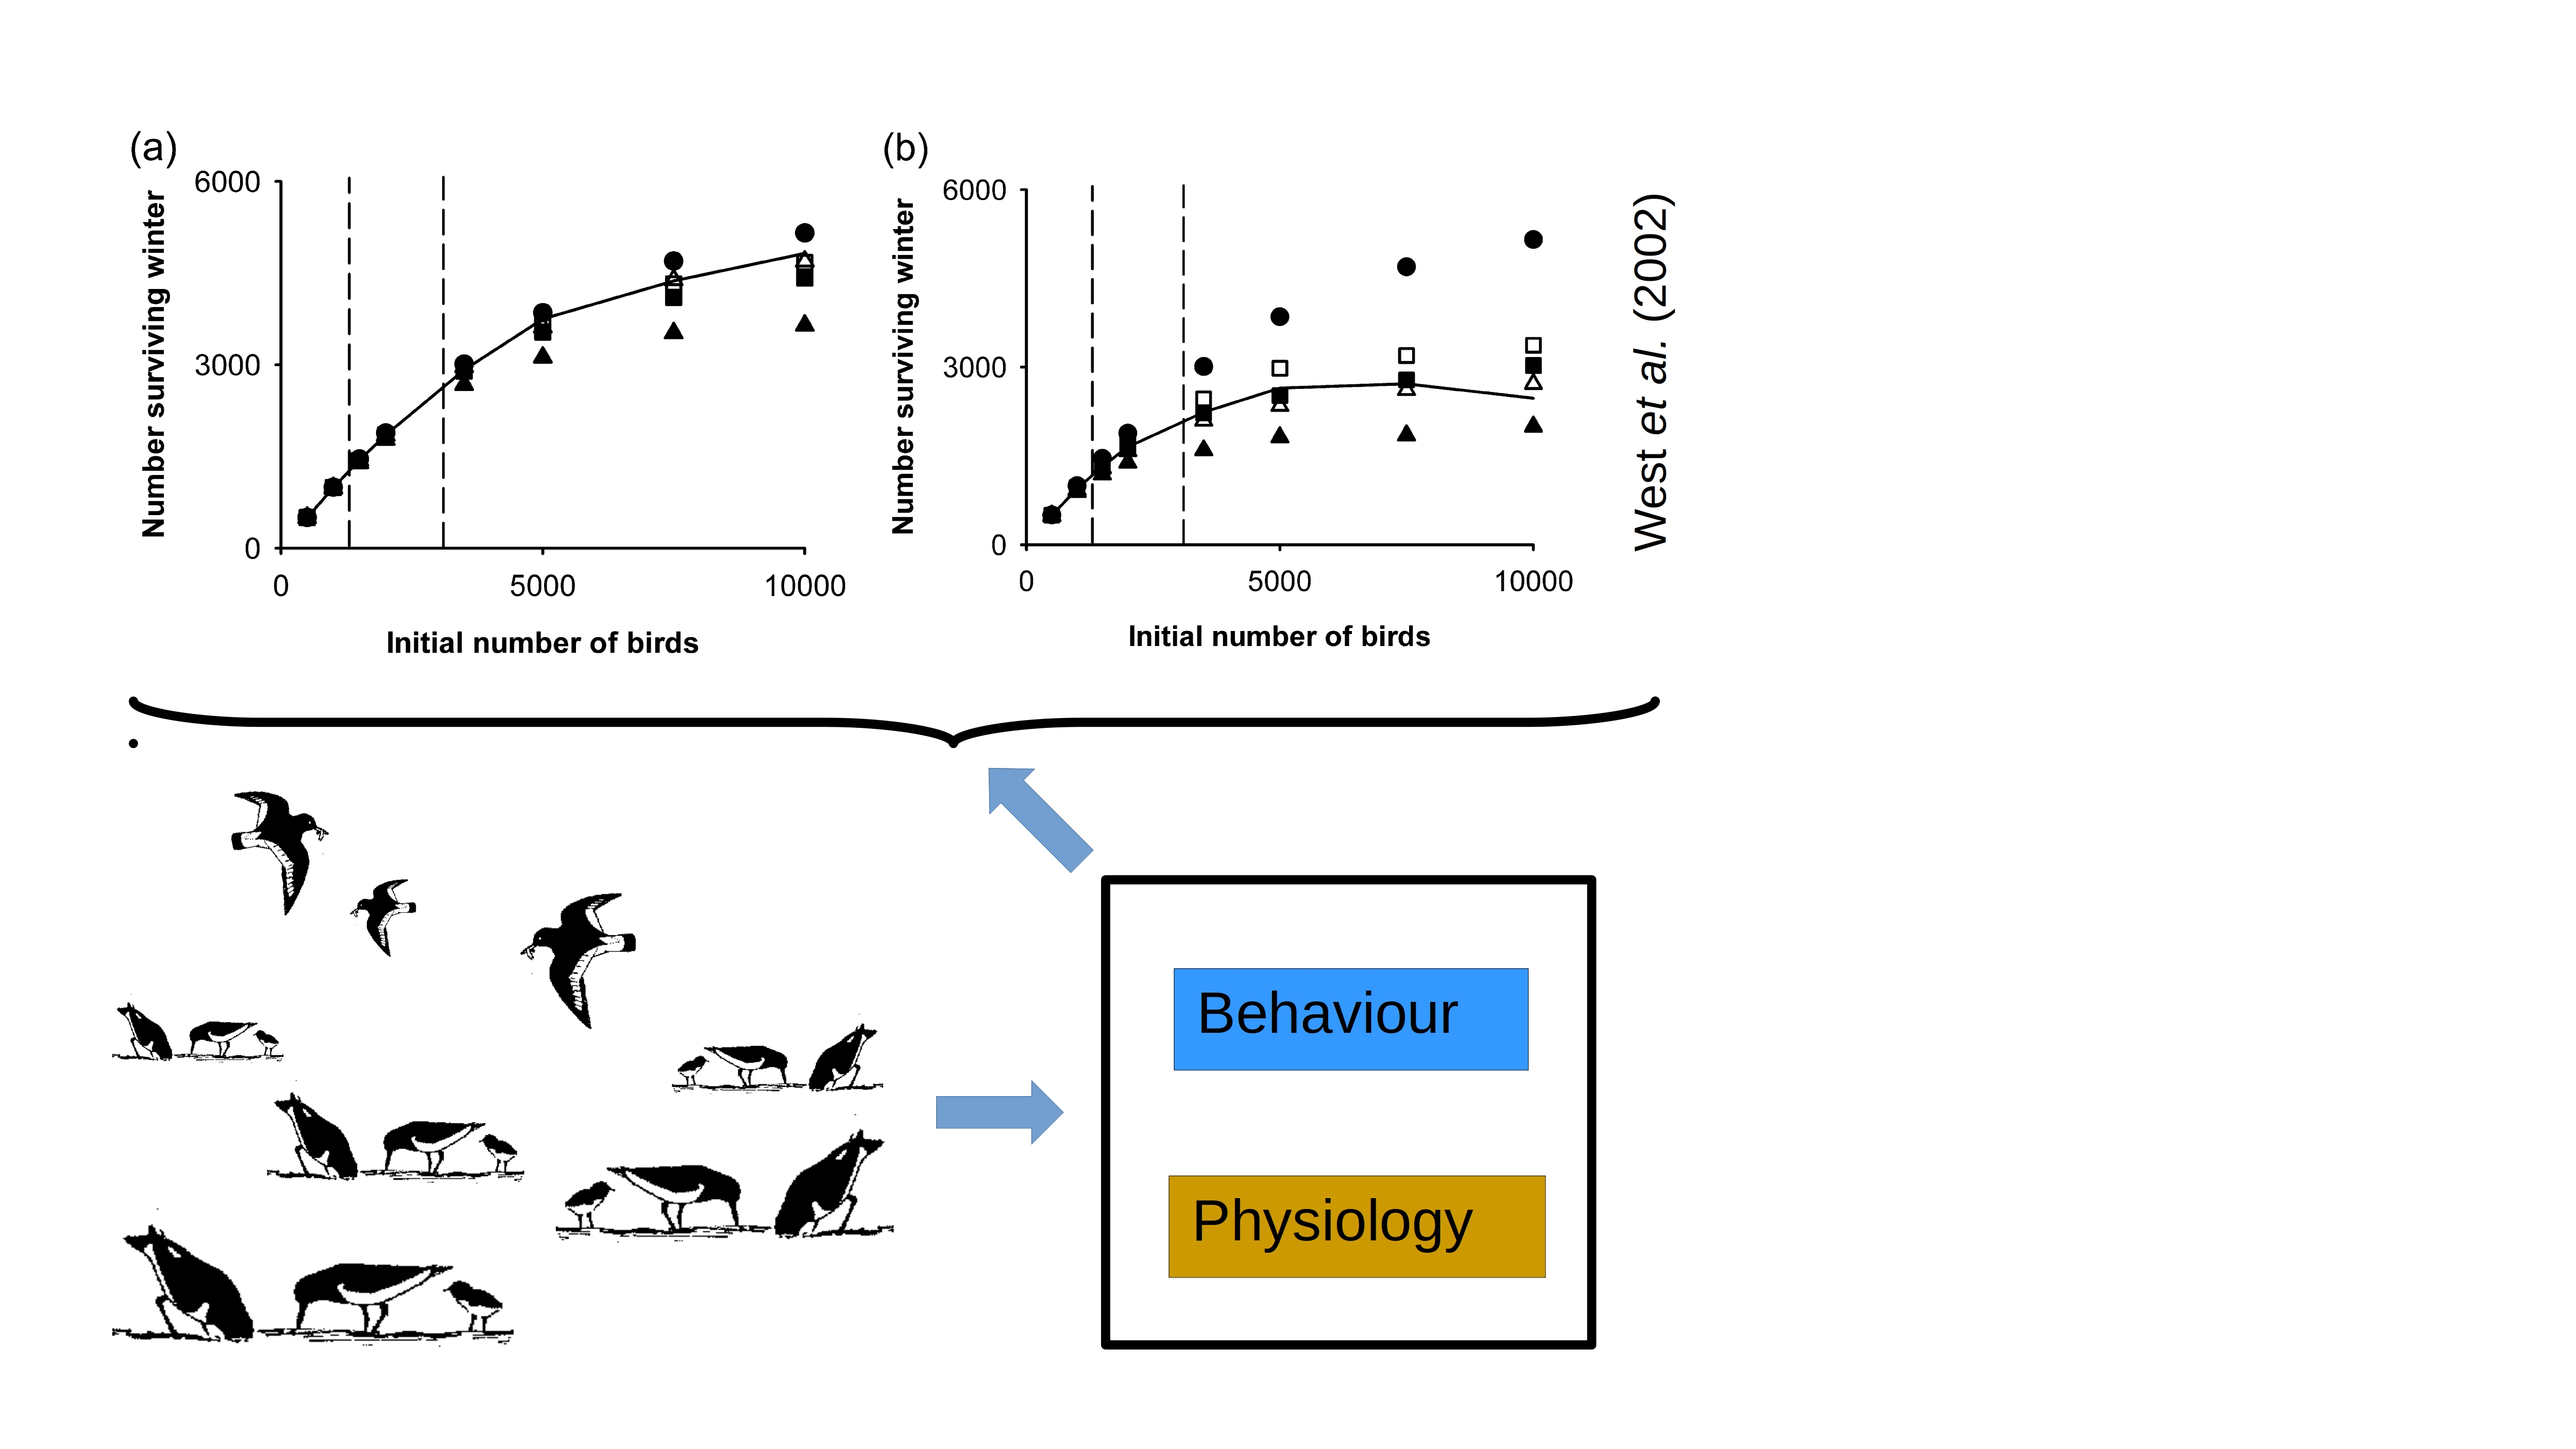 (a)
Number surviving winter
6000
3000
0
0 5000 10000
Initial number of birds
(b)
Number surviving winter
6000
3000
0
0 5000 10000
Initial number of birds
West et al. (2002)
Behaviour
Physiology